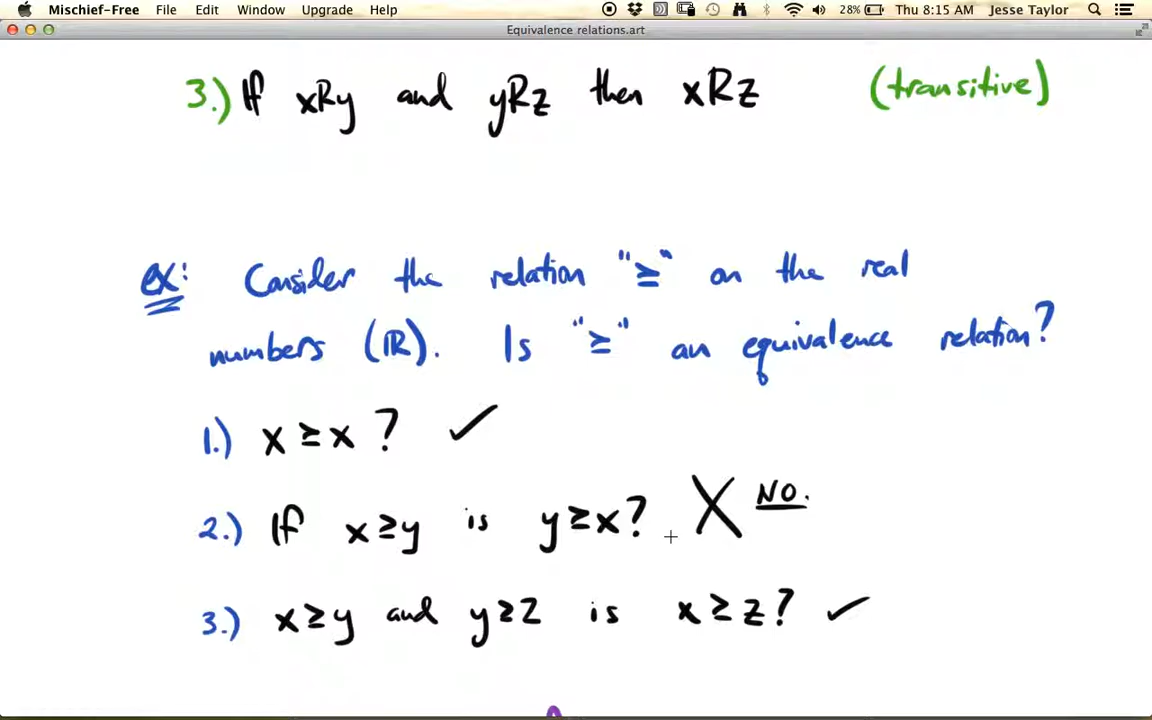 Mischief-Free File Edit Window Upgrade Help 28% Thu 8:15 AM Jesse Taylor
Equivalence relations.art
3.) If xRy and yRz then xRz (transitive)
ex: Consider the relation "≥" on the real
numbers (ℝ). Is "≥" an equivalence relation?
1.) x ≥ x ? ✓
2.) If x ≥ y is y ≥ x? X NO.
3.) x ≥ y and y ≥ z is x ≥ z? ✓